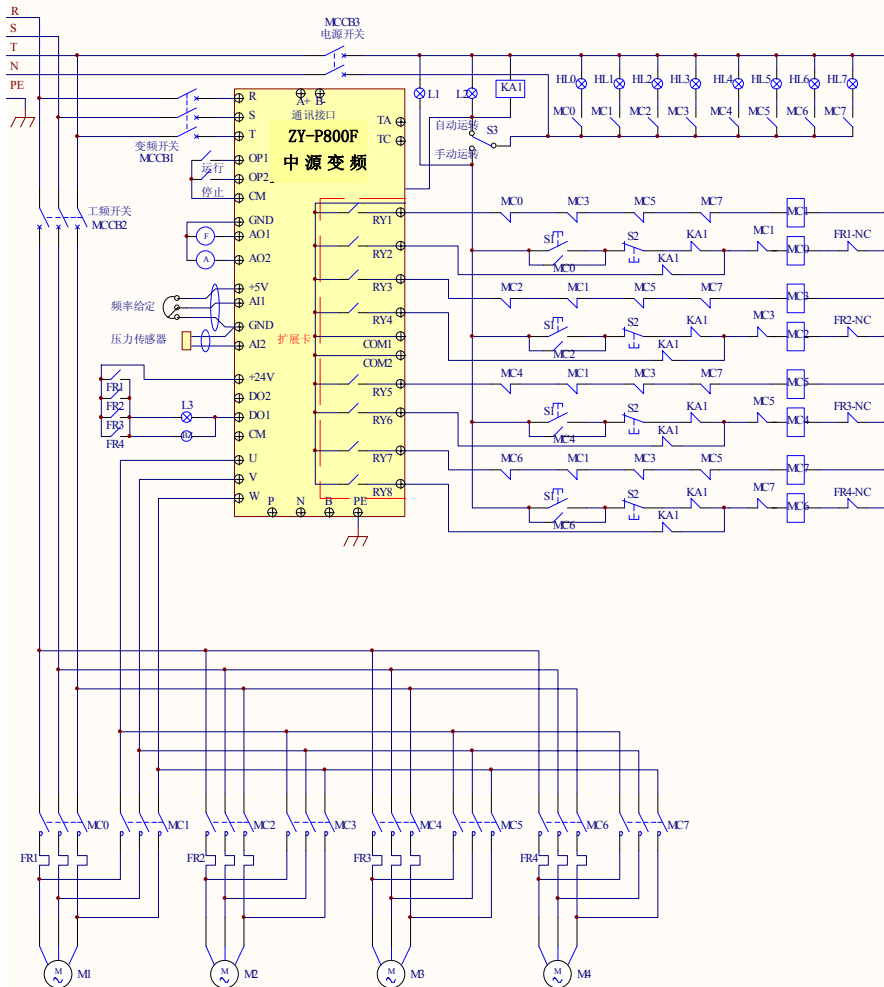 R
S
T
N
PE
MCCB3
电源开关
L1
L2
KA1
HL0
HL1
HL2
HL3
HL4
HL5
HL6
HL7
MC0
MC1
MC2
MC3
MC4
MC5
MC6
MC7
自动运转
S3
手动运转
变频开关
MCCB1
工频开关
MCCB2
R
S
T
A+
B-
通讯接口
ZY-P800F
中源变频
TA
TC
OP1
运行
OP2
停止
CM
GND
F
AO1
A
AO2
+5V
频率给定
AI1
GND
压力传感器
AI2
扩展卡
+24V
FR1
DO2
FR2
L3
DO1
FR3
FR4
BZ
CM
U
V
W
P
N
B
PE
RY1
RY2
RY3
RY4
COM1
COM2
RY5
RY6
RY7
RY8
MC0
MC3
MC5
MC7
MC1
S1
S2
KA1
MC1
MC0
FR1-NC
MC0
KA1
MC2
MC1
MC5
MC7
MC3
S1
S2
KA1
MC3
MC2
FR2-NC
MC2
KA1
MC4
MC1
MC3
MC7
MC5
S1
S2
KA1
MC5
MC4
FR3-NC
MC4
KA1
MC6
MC1
MC3
MC5
MC7
S1
S2
KA1
MC7
MC6
FR4-NC
MC6
KA1
MC0
MC1
MC2
MC3
MC4
MC5
MC6
MC7
FR1
FR2
FR3
FR4
M
M1
M
M2
M
M3
M
M4